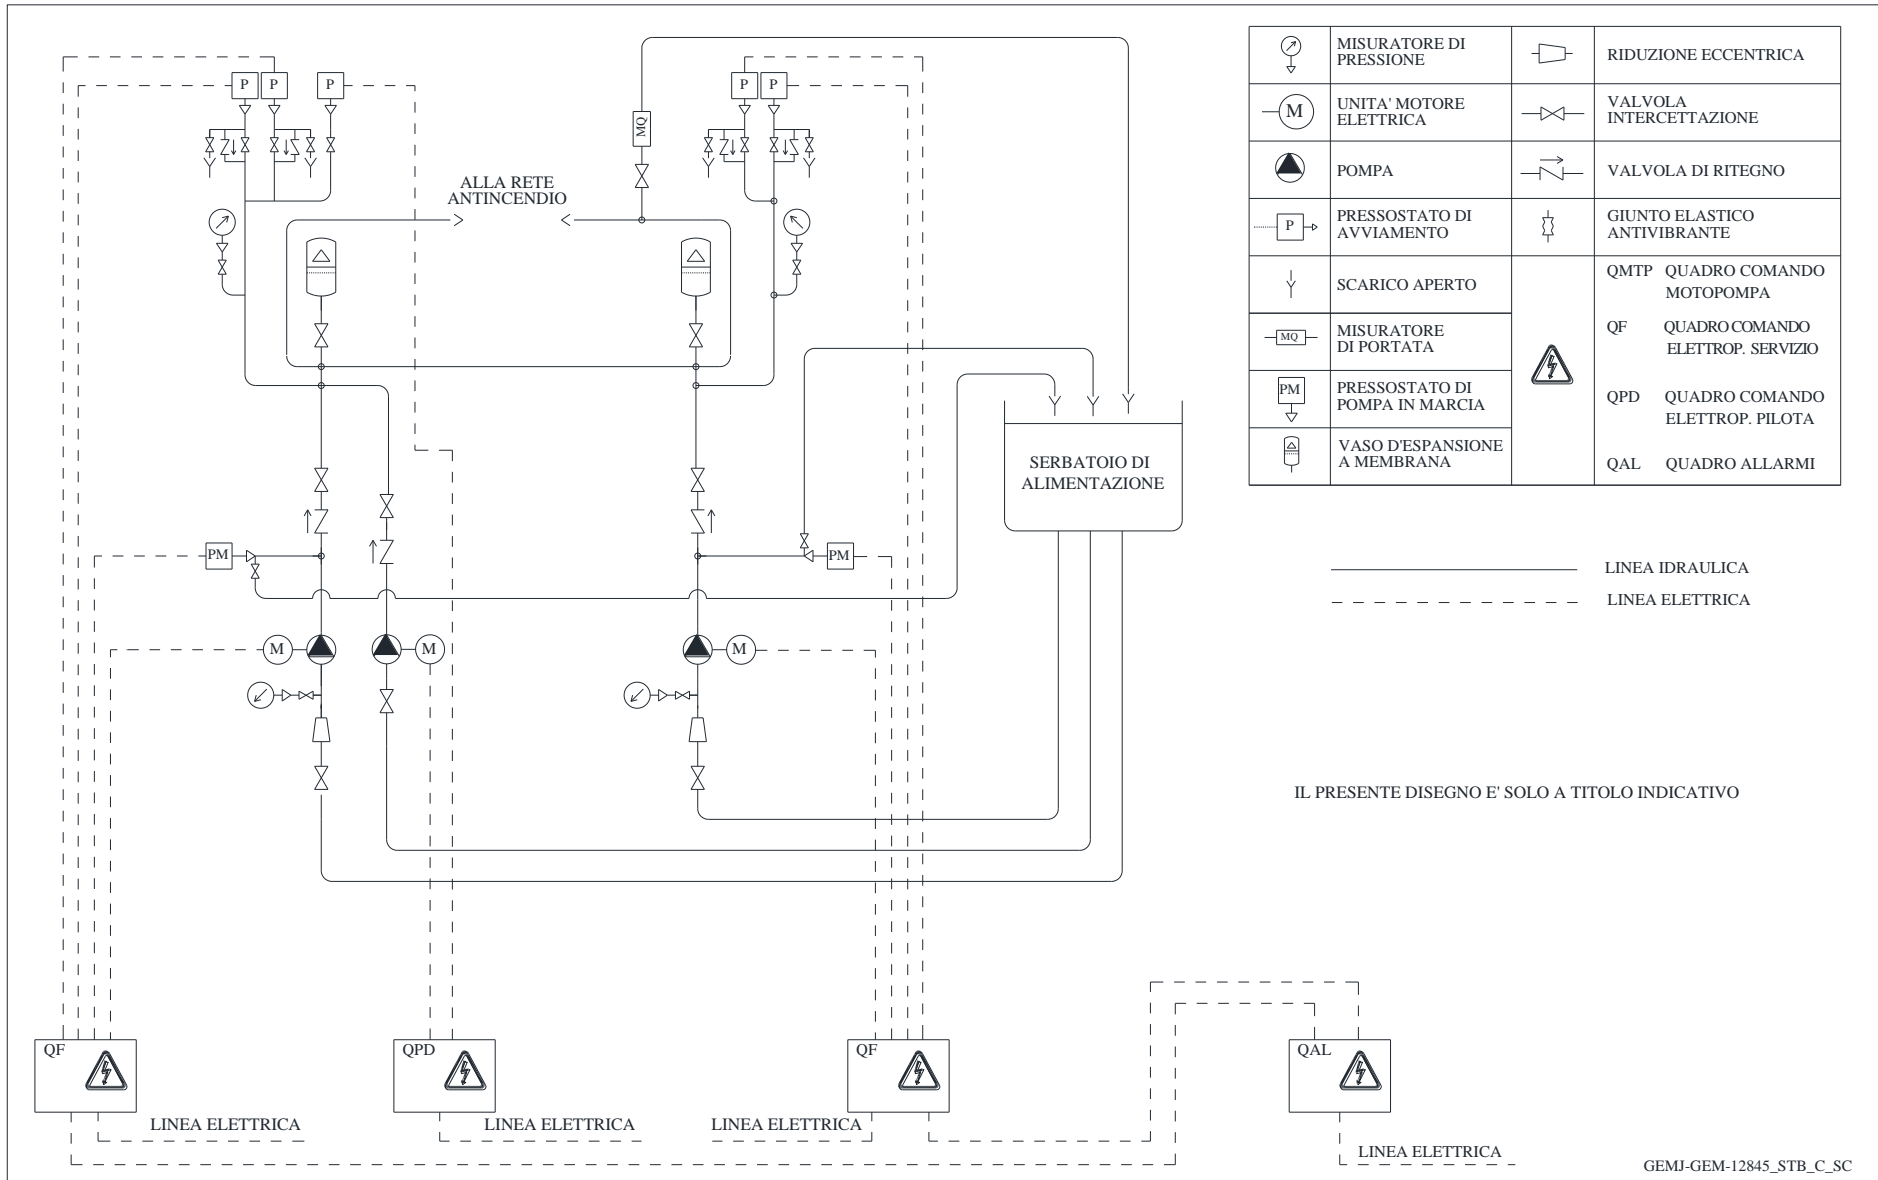 P
P
P
P
P
MQ
ALLA RETE
ANTINCENDIO
SERBATOIO DI
ALIMENTAZIONE
PM
PM
M
M
M
QF
QPD
QF
QAL
LINEA ELETTRICA
LINEA ELETTRICA
LINEA ELETTRICA
LINEA ELETTRICA
MISURATORE DI
PRESSIONE
RIDUZIONE ECCENTRICA
M
UNITA' MOTORE
ELETTRICA
VALVOLA
INTERCETTAZIONE
POMPA
VALVOLA DI RITEGNO
P
PRESSOSTATO DI
AVVIAMENTO
GIUNTO ELASTICO
ANTIVIBRANTE
SCARICO APERTO
MQ
MISURATORE
DI PORTATA
PM
PRESSOSTATO DI
POMPA IN MARCIA
VASO D'ESPANSIONE
A MEMBRANA
QMTP QUADRO COMANDO
MOTOPOMPA
QF QUADRO COMANDO
ELETTROP. SERVIZIO
QPD QUADRO COMANDO
ELETTROP. PILOTA
QAL QUADRO ALLARMI
LINEA IDRAULICA
LINEA ELETTRICA
IL PRESENTE DISEGNO E' SOLO A TITOLO INDICATIVO
GEMJ-GEM-12845_STB_C_SC